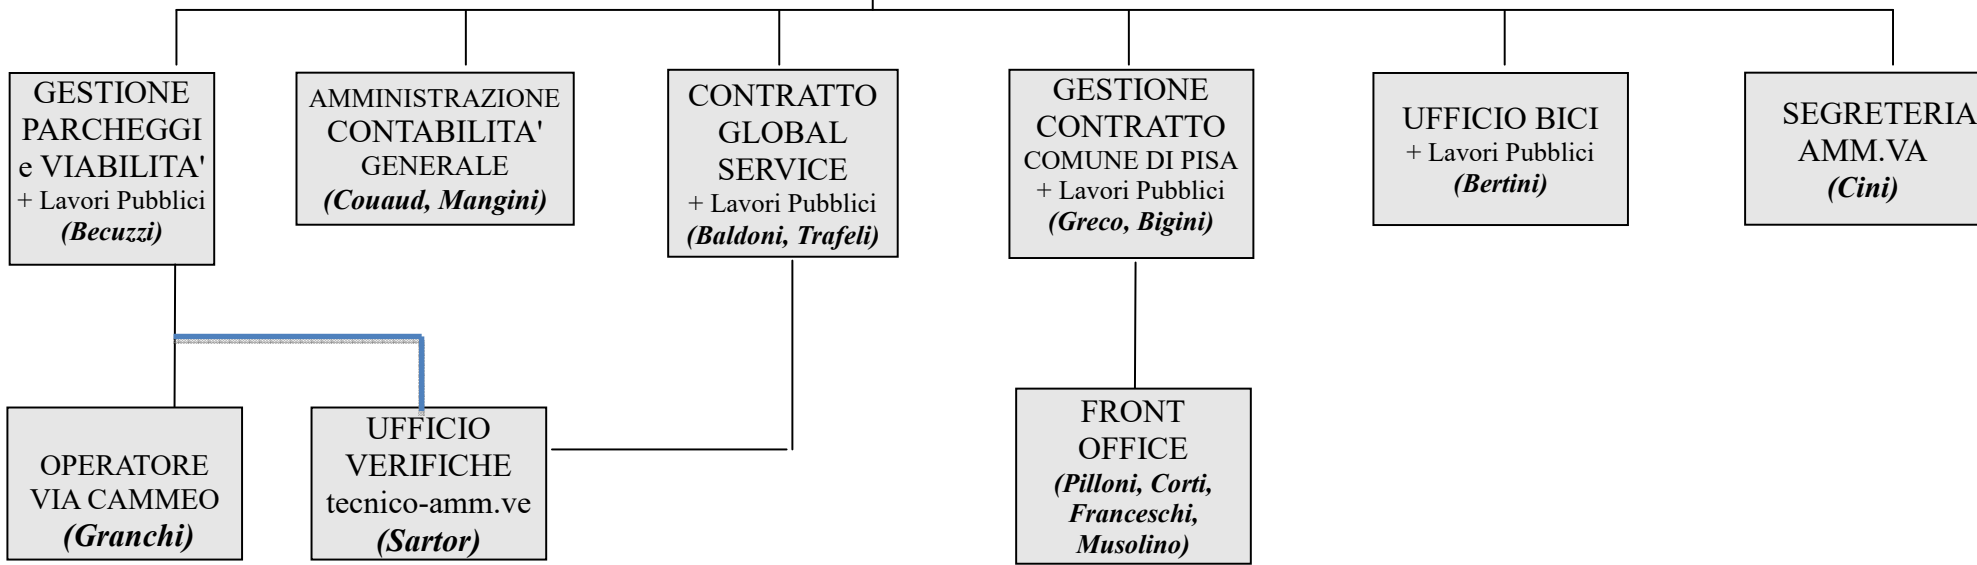 GESTIONE
PARCHEGGI
e VIABILITA'
+ Lavori Pubblici
(Becuzzi)
AMMINISTRAZIONE
CONTABILITA'
GENERALE
(Couaud, Mangini)
CONTRATTO
GLOBAL
SERVICE
+ Lavori Pubblici
(Baldoni, Trafeli)
GESTIONE
CONTRATTO
COMUNE DI PISA
+ Lavori Pubblici
(Greco, Bigini)
UFFICIO BICI
+ Lavori Pubblici
(Bertini)
SEGRETERIA
AMM.VA
(Cini)
OPERATORE
VIA CAMMEO
(Granchi)
UFFICIO
VERIFICHE
tecnico-amm.ve
(Sartor)
FRONT
OFFICE
(Pilloni, Corti,
Franceschi,
Musolino)